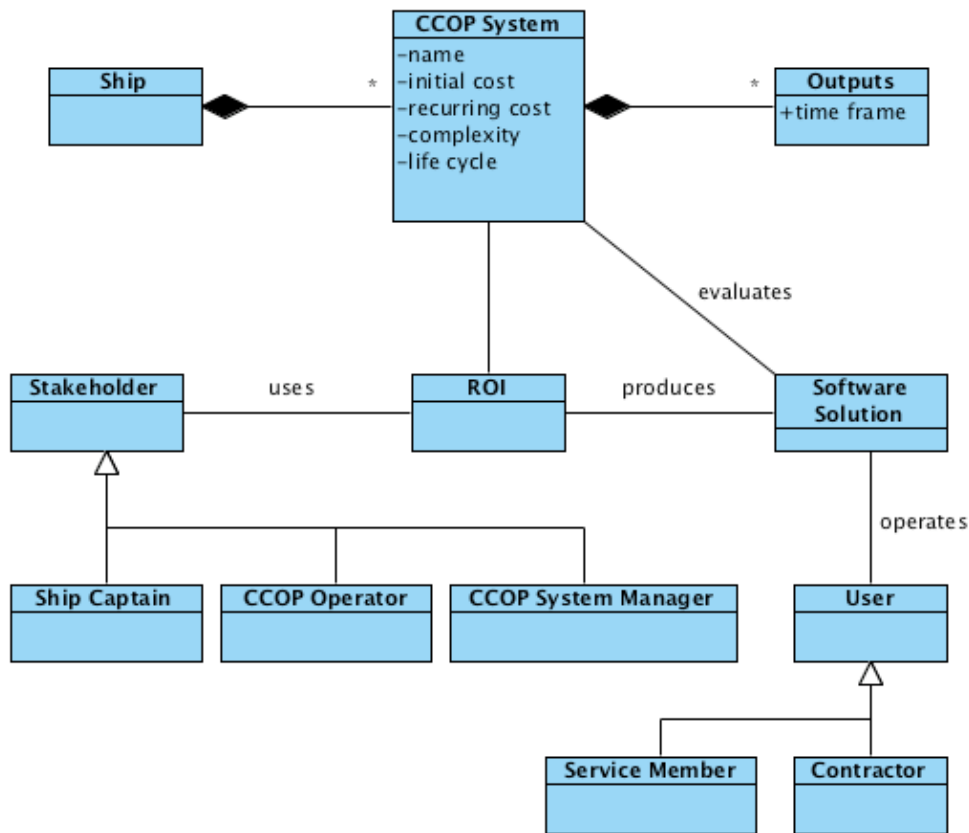 CCOP System
-name
-initial cost
-recurring cost
-complexity
-life cycle
Ship
*
*
Outputs
+time frame
evaluates
Stakeholder
uses
ROI
produces
Software
Solution
operates
Ship Captain
CCOP Operator
CCOP System Manager
User
Service Member
Contractor